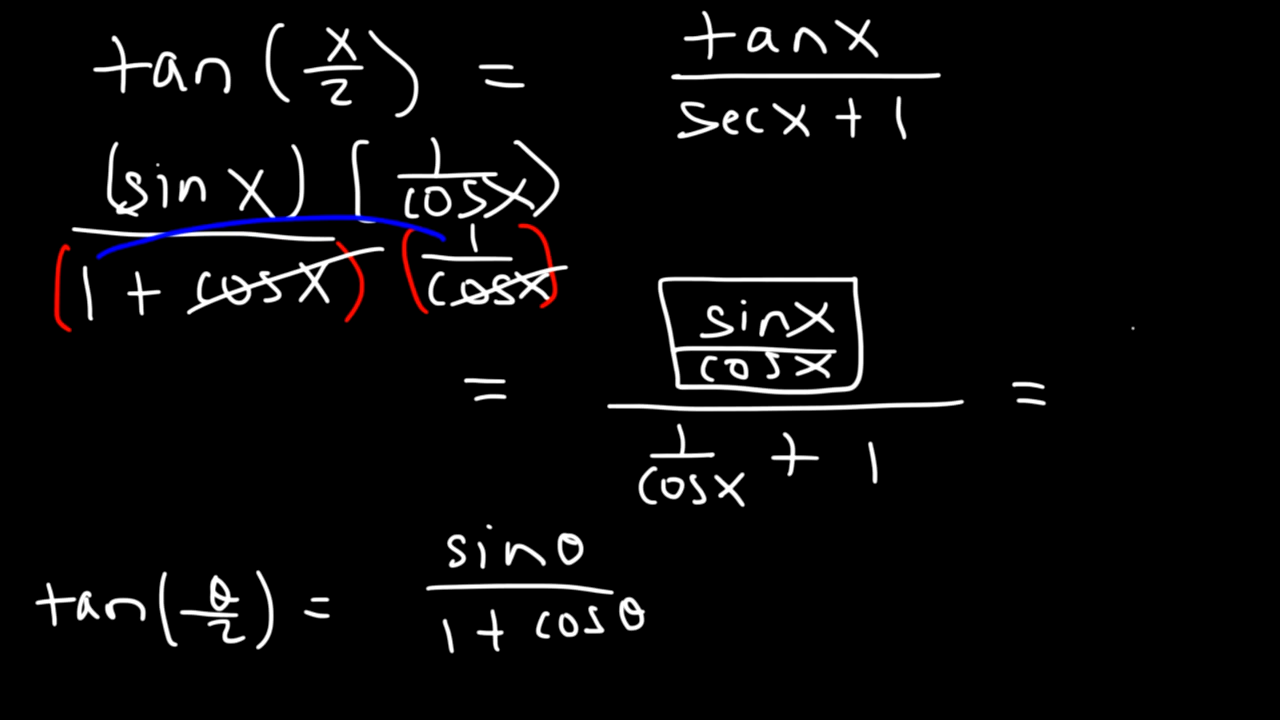 tan(x/2) = tanx/(secx + 1)
(sin x)(1/cosx)/(1 + cosx)(1/cosx)
= (sinx/cosx)/(1/cosx + 1) =
tan(θ/2) = sinθ/(1 + cosθ)